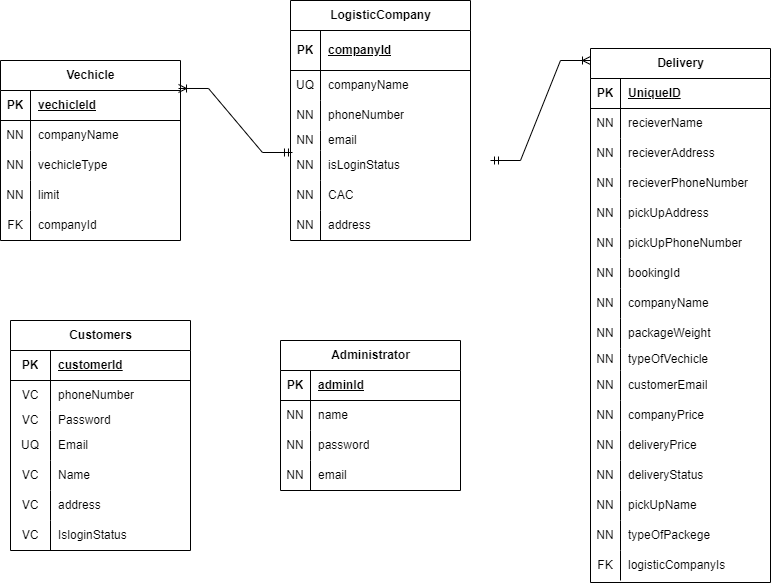 LogisticCompany
PK companyId
UQ companyName
NN phoneNumber
NN email
NN isLoginStatus
NN CAC
NN address
Vechicle
PK vechicleId
NN companyName
NN vechicleType
NN limit
FK companyId
Delivery
PK UniqueID
NN recieverName
NN recieverAddress
NN recieverPhoneNumber
NN pickUpAddress
NN pickUpPhoneNumber
NN bookingId
NN companyName
NN packageWeight
NN typeOfVechicle
NN customerEmail
NN companyPrice
NN deliveryPrice
NN deliveryStatus
NN pickUpName
NN typeOfPackege
FK logisticCompanyIs
Customers
PK customerId
VC phoneNumber
VC Password
UQ Email
VC Name
VC address
VC IsloginStatus
Administrator
PK adminId
NN name
NN password
NN email